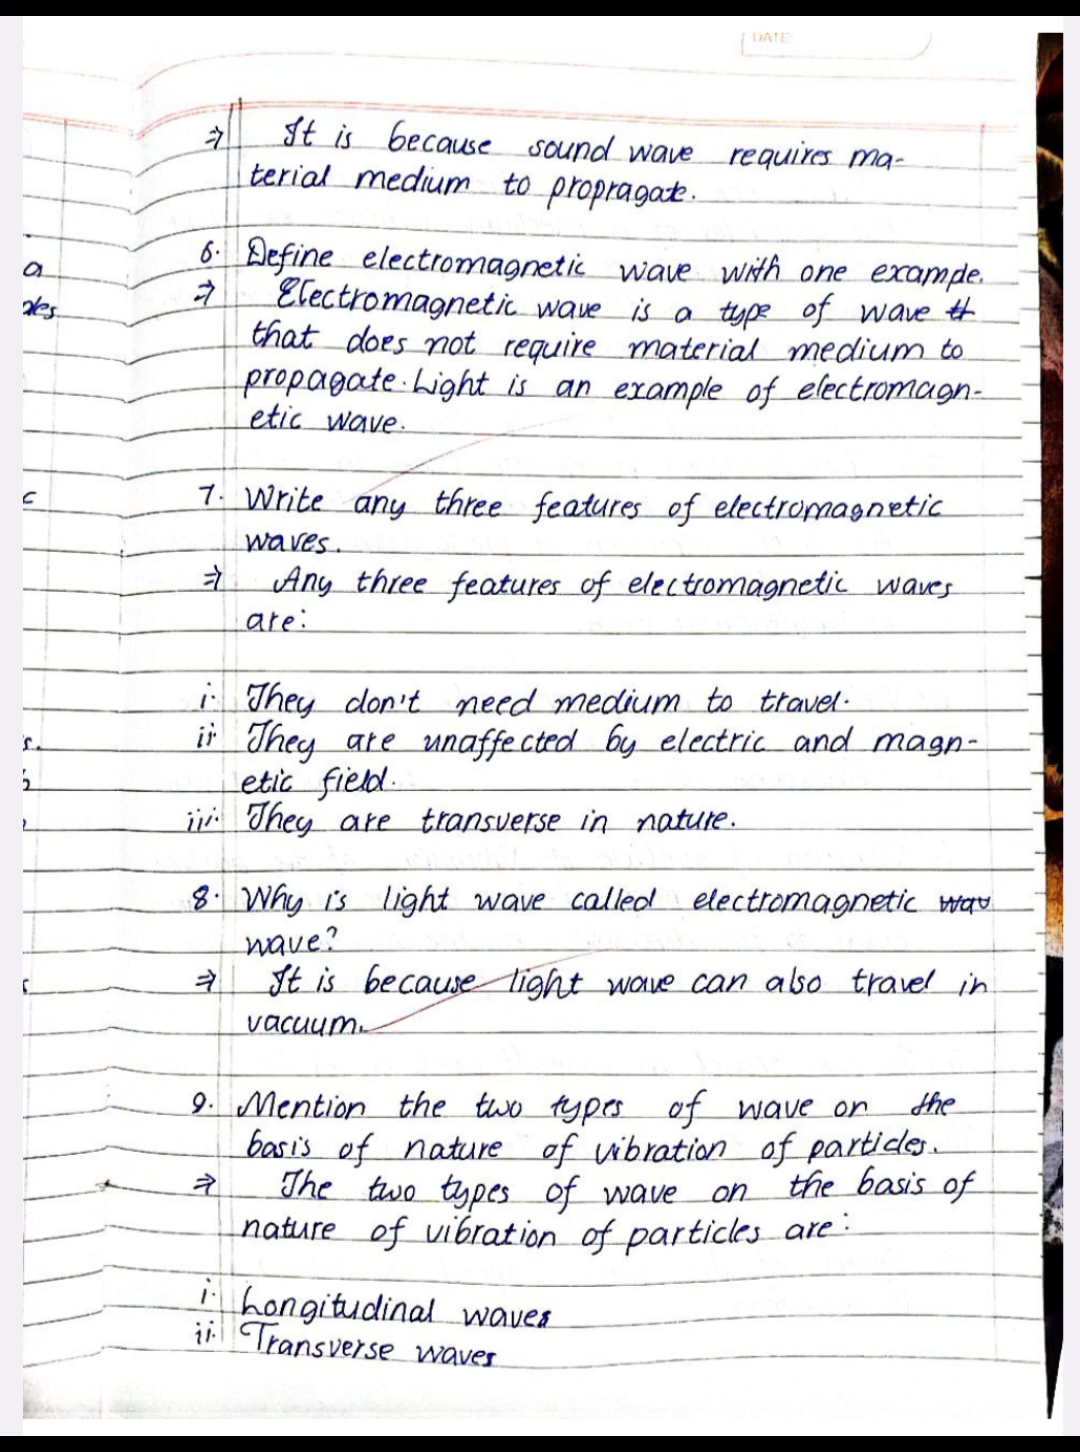 DATE
⇒ It is because sound wave requires ma-
terial medium to propragate.
6. Define electromagnetic wave with one exampe.
⇒ Electromagnetic wave is a type of wave th
that does not require material medium to
propagate. Light is an example of electromagn-
etic wave.
7. Write any three features of electromagnetic
waves.
⇒ Any three features of electromagnetic waves
are:
i. They don't need medium to travel.
ii. They are unaffected by electric and magn-
etic field.
iii. They are transverse in nature.
8. Why is light wave called electromagnetic wav
wave?
⇒ It is because light wave can also travel in
vacuum.
9. Mention the two types of wave on the
basis of nature of vibration of particles.
⇒ The two types of wave on the basis of
nature of vibration of particles are:
i. Longitudinal waves
ii. Transverse waves